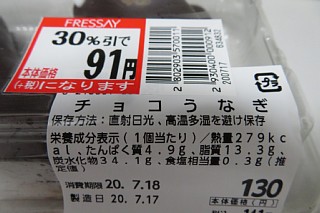 FRESSAY
30%引で
本体価格 91円
(+税)になります
2802903570011
2930400000912
834832
200717
チョコうなぎ
保存方法：直射日光、高温多湿を避け保存
栄養成分表示(1個当たり)/熱量279kc
al、たんぱく質4.9g、脂質13.3g、
炭水化物34.1g、食塩相当量0.3g(推
定値)
消費期限 20.7.18
製造日 20.7.17
本体価格(円)
130